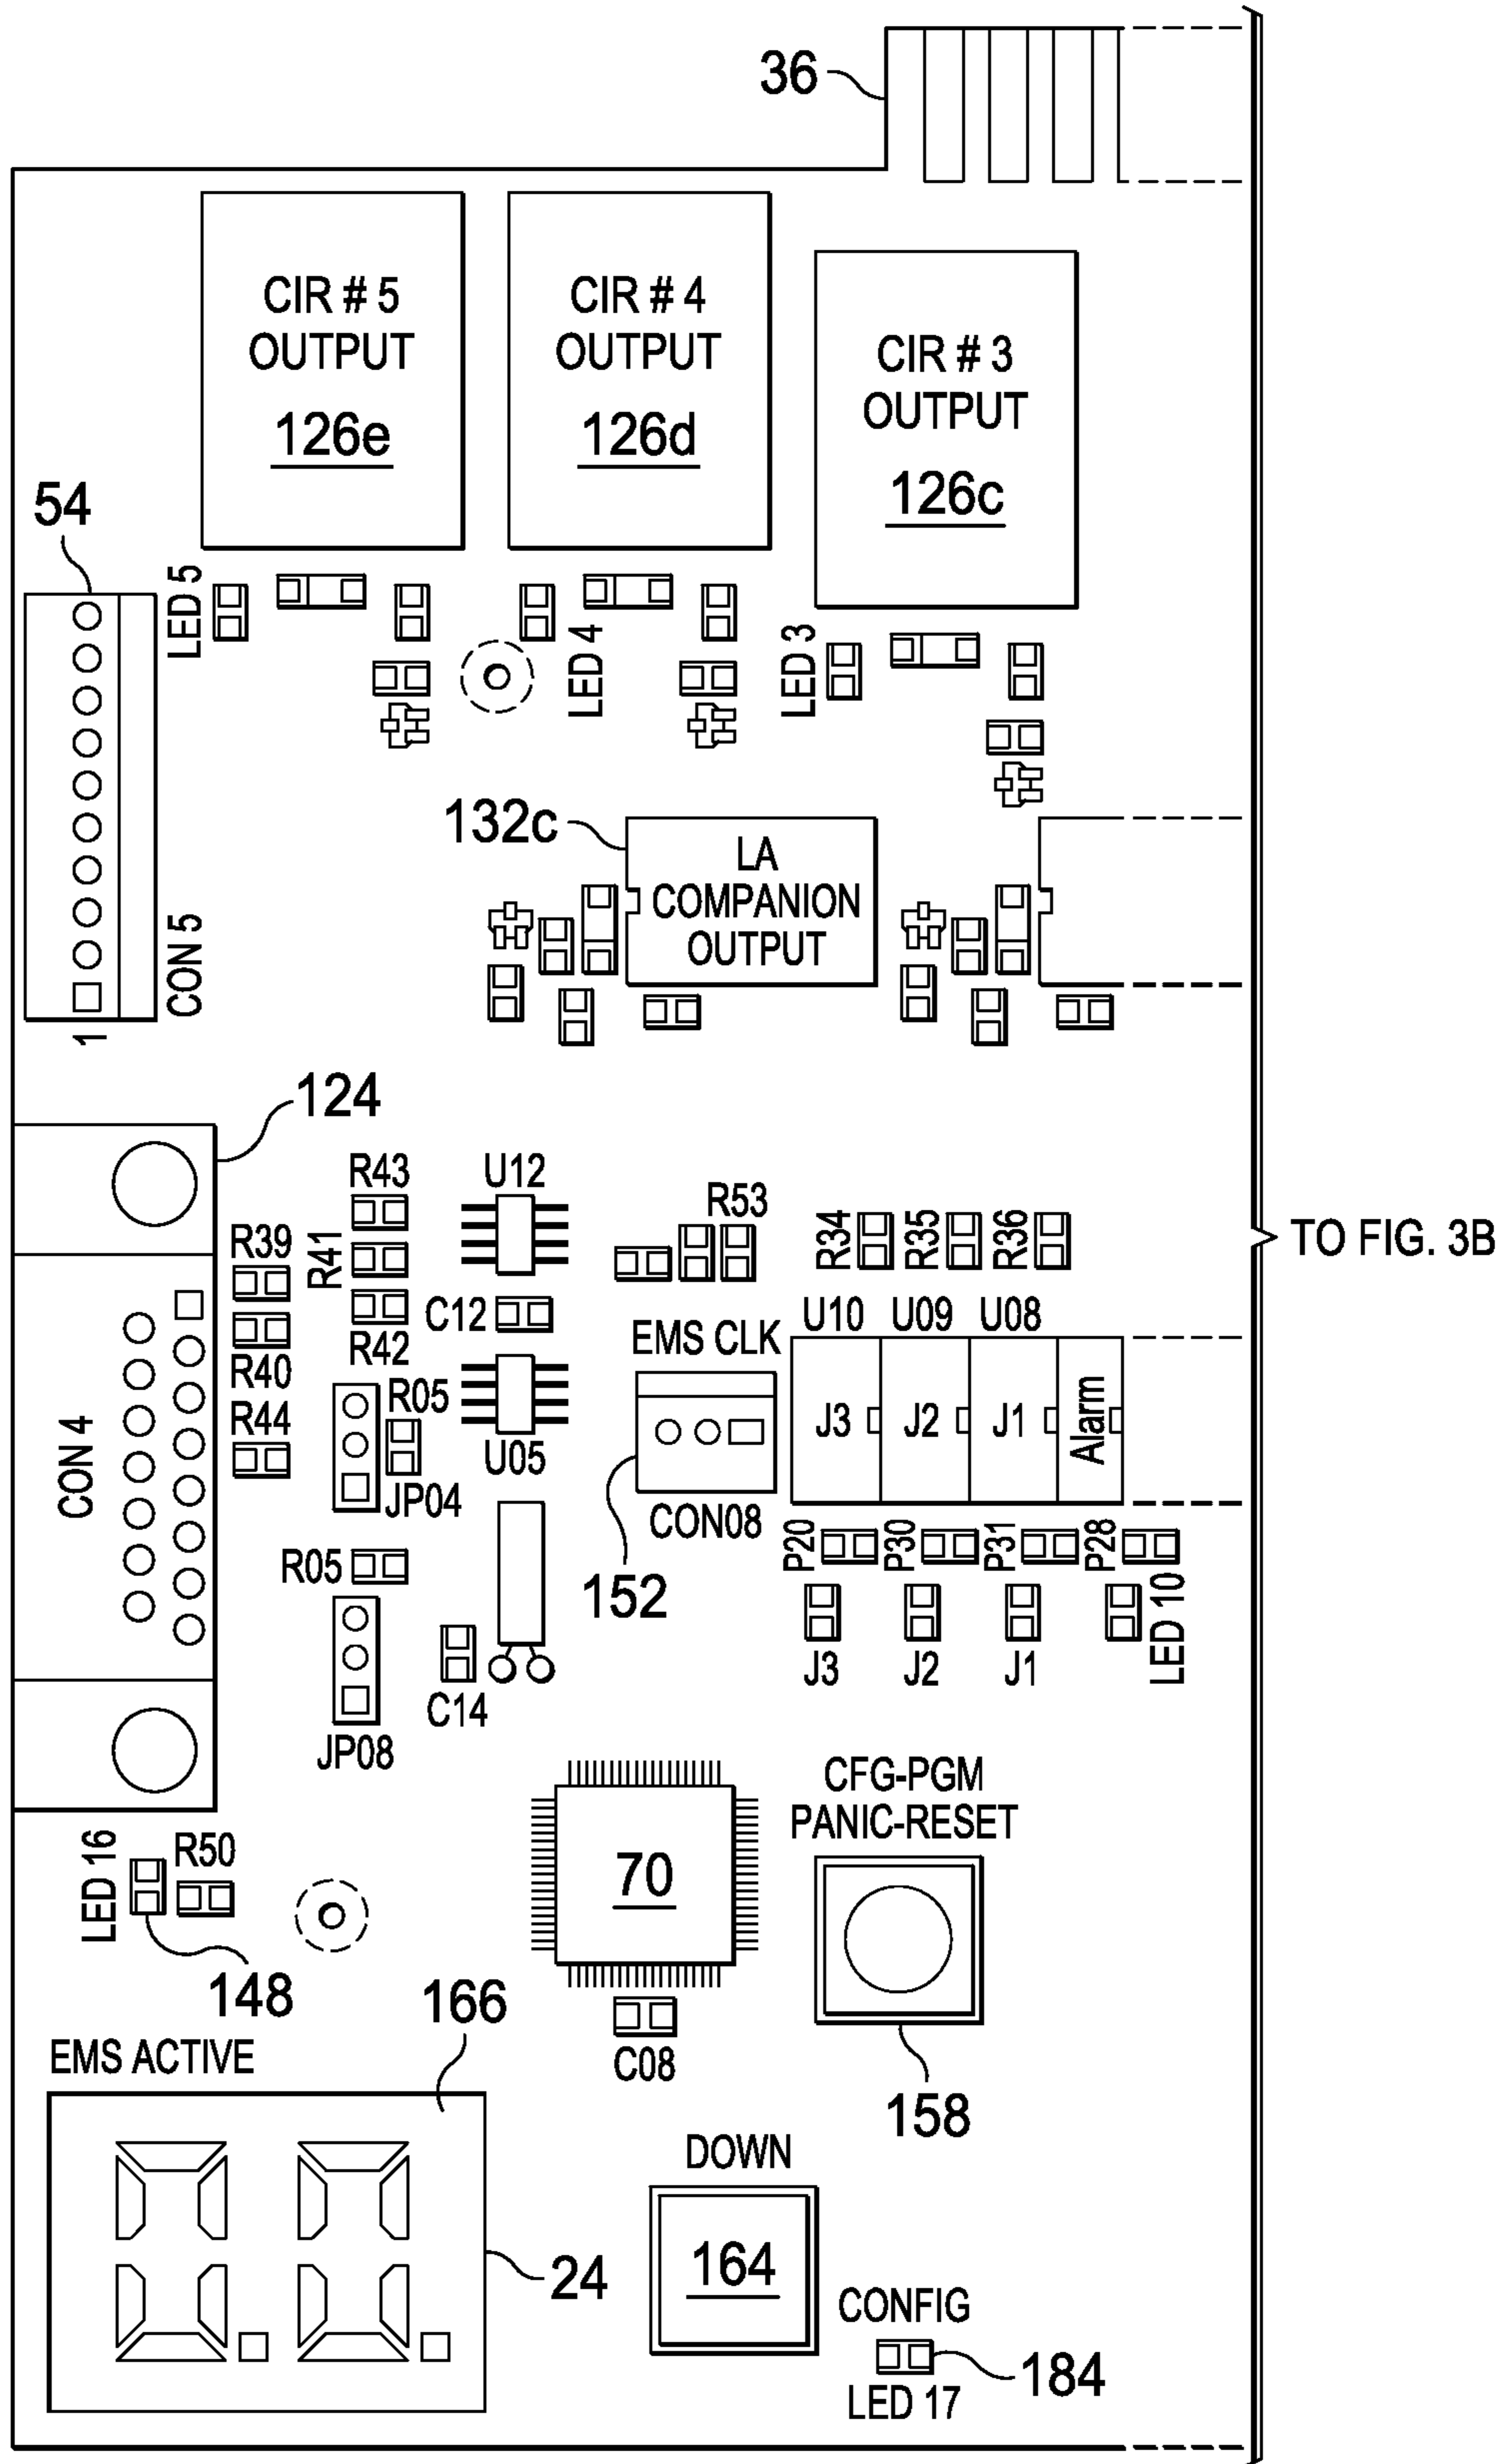 36
CIR # 5
OUTPUT
126e
CIR # 4
OUTPUT
126d
CIR # 3
OUTPUT
126c
54
LED 5
LED 4
LED 3
CON 5
1
132c
LA
COMPANION
OUTPUT
124
R43
U12
R39
R41
R53
R34
R35
R36
TO FIG. 3B
C12
R40
R42
EMS CLK
U10
U09
U08
R44
R05
CON 4
J3
J2
J1
Alarm
U05
JP04
CON08
R05
152
P20
P30
P31
P28
J3
J2
J1
LED 10
C14
JP08
CFG-PGM
PANIC-RESET
LED 16
R50
70
148
166
EMS ACTIVE
C08
158
DOWN
24
164
CONFIG
184
LED 17